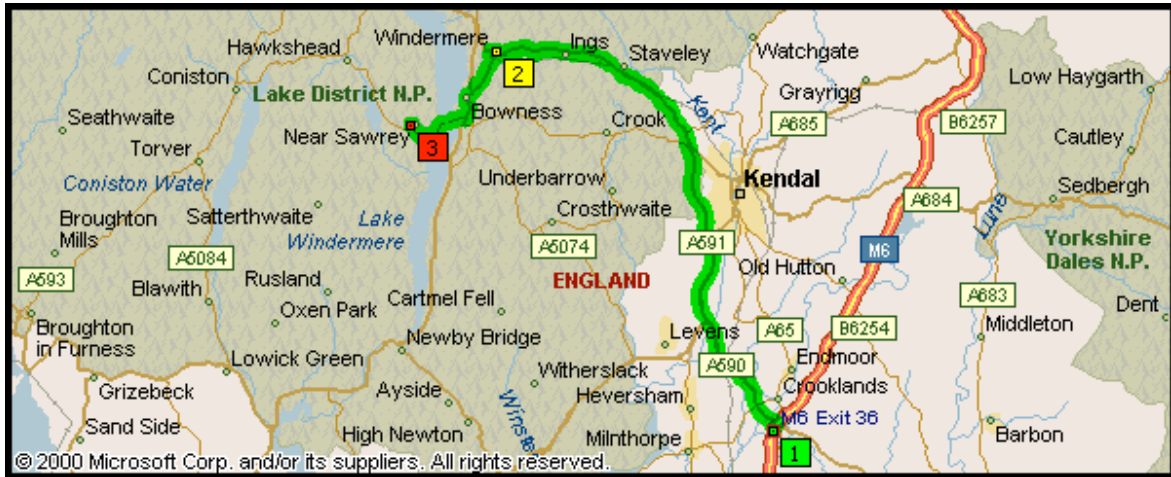 Hawkshead
Windermere
Ings
Staveley
Watchgate
Coniston
2
Low Haygarth
Lake District N.P.
Grayrigg
Seathwaite
Bowness
Kent
Crook
A685
B6257
Near Sawrey
3
Cautley
Torver
Coniston Water
Underbarrow
Kendal
Sedbergh
Broughton
Mills
Satterthwaite
Lake
Windermere
Crosthwaite
A684
Lune
A5074
A591
M6
Yorkshire
Dales N.P.
A5084
A593
Rusland
ENGLAND
Old Hutton
Blawith
Cartmel Fell
A683
Dent
Oxen Park
Broughton
in Furness
Newby Bridge
Levens
A65
B6254
Middleton
Lowick Green
A590
Endmoor
Witherslack
Grizebeck
Ayside
Crooklands
Heversham
M6 Exit 36
Sand Side
High Newton
Winster
Milnthorpe
1
Barbon
© 2000 Microsoft Corp. and/or its suppliers. All rights reserved.